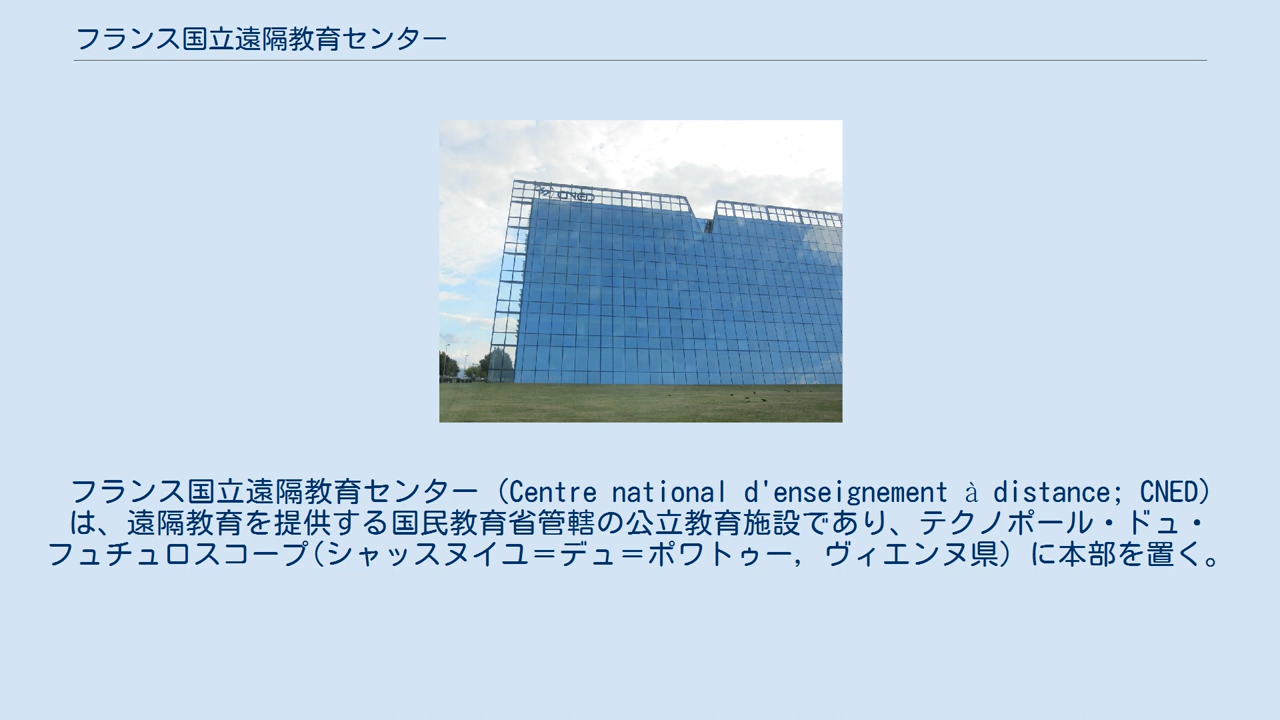 フランス国立遠隔教育センター
CNED
フランス国立遠隔教育センター（Centre national d'enseignement à distance; CNED）
は、遠隔教育を提供する国民教育省管轄の公立教育施設であり、テクノポール・ドュ・
フュチュロスコープ(シャッスヌイユ＝デュ＝ポワトゥー, ヴィエンヌ県）に本部を置く。